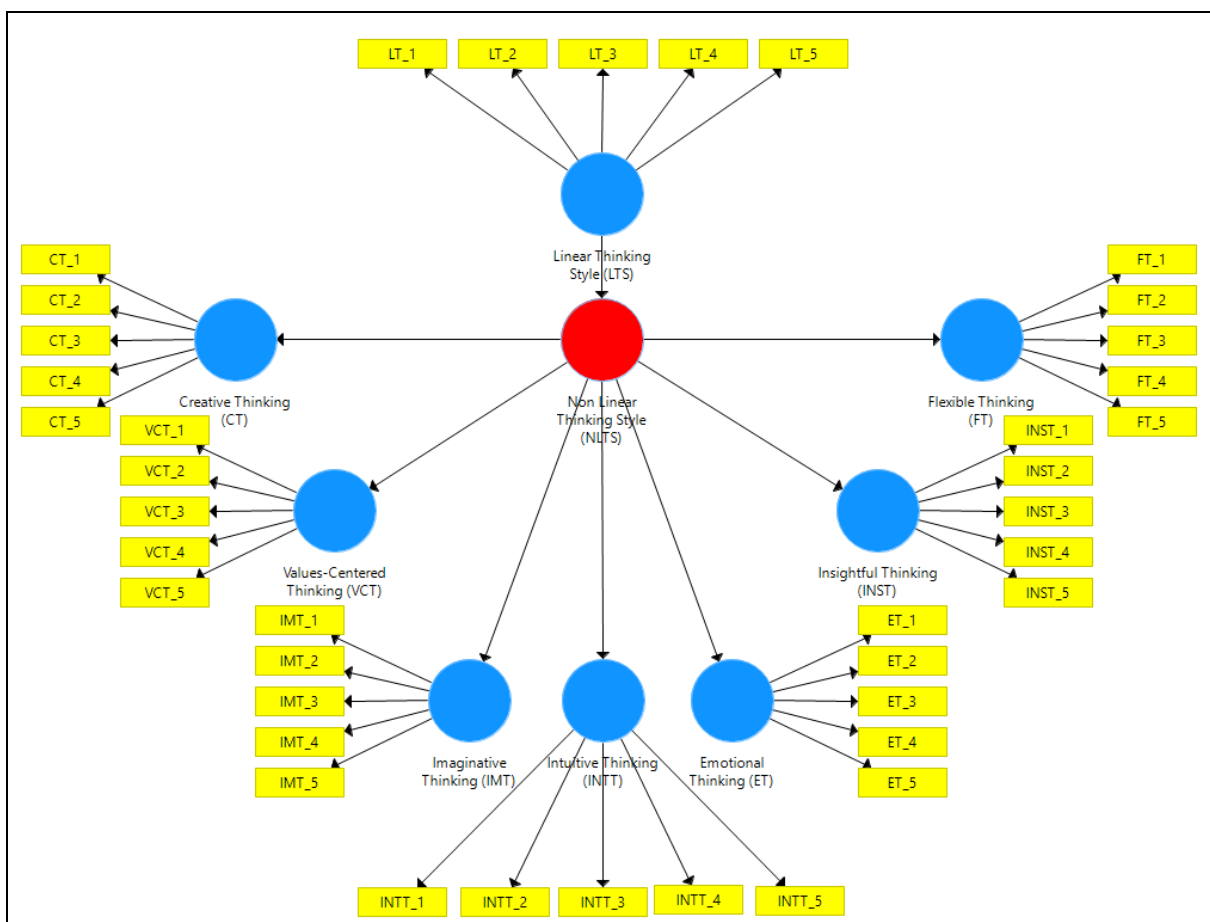 LT_1
LT_2
LT_3
LT_4
LT_5
Linear Thinking
Style (LTS)
CT_1
CT_2
CT_3
CT_4
CT_5
Creative Thinking
(CT)
Non Linear
Thinking Style
(NLTS)
Flexible Thinking
(FT)
FT_1
FT_2
FT_3
FT_4
FT_5
VCT_1
VCT_2
VCT_3
VCT_4
VCT_5
Values-Centered
Thinking (VCT)
Insightful Thinking
(INST)
INST_1
INST_2
INST_3
INST_4
INST_5
IMT_1
IMT_2
IMT_3
IMT_4
IMT_5
Imaginative
Thinking (IMT)
Intuitive Thinking
(INTT)
Emotional
Thinking (ET)
ET_1
ET_2
ET_3
ET_4
ET_5
INTT_1
INTT_2
INTT_3
INTT_4
INTT_5